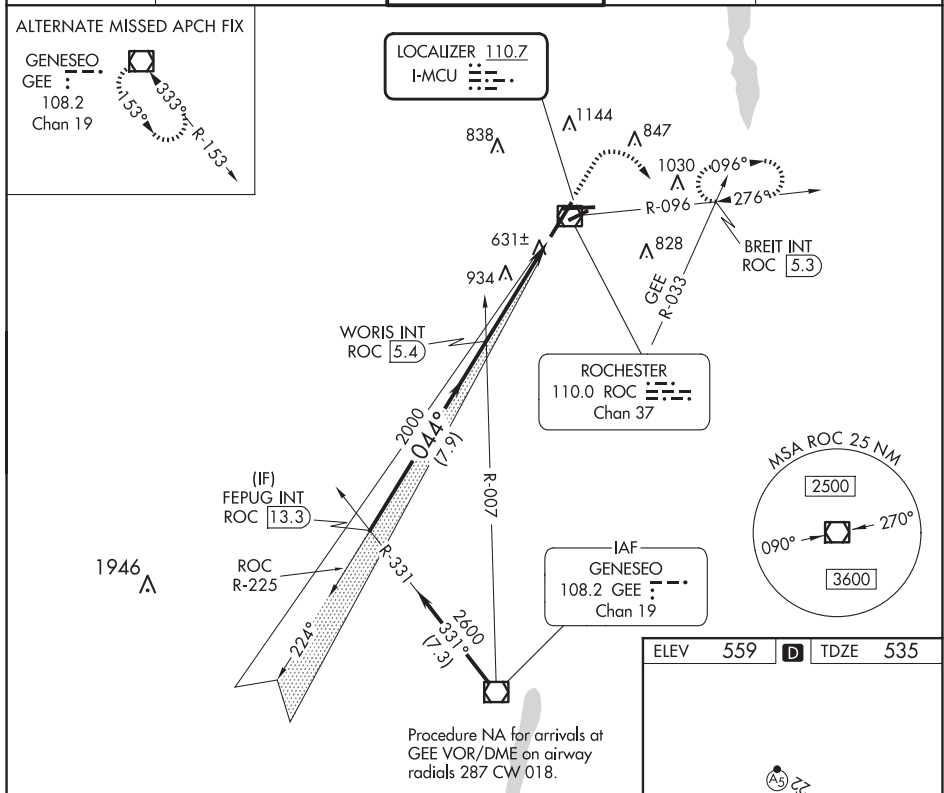 ALTERNATE MISSED APCH FIX
GENESEO
GEE
108.2
Chan 19
153°
333°
R-153
LOCALIZER 110.7
I-MCU
838
1144
847
1030
096°
276°
R-096
BREIT INT
ROC 5.3
828
GEE
R-033
631±
934
WORIS INT
ROC 5.4
ROCHESTER
110.0 ROC
Chan 37
2000
044°
(7.9)
R-007
MSA ROC 25 NM
2500
090°
270°
3600
(IF)
FEPUG INT
ROC 13.3
R-331
ROC
R-225
1946
224°
2600
331°
(7.3)
IAF
GENESEO
108.2 GEE
Chan 19
Procedure NA for arrivals at
GEE VOR/DME on airway
radials 287 CW 018.
ELEV 559 D TDZE 535
A5
22